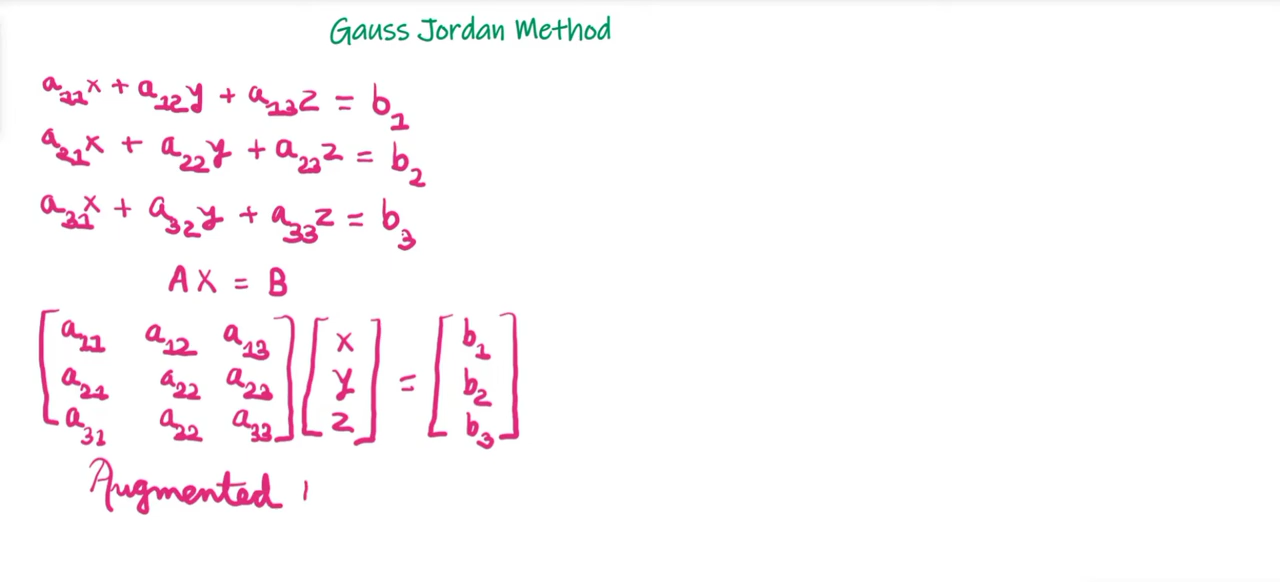 Gauss Jordan Method
a₁₁x + a₁₂y + a₁₃z = b₁
a₂₁x + a₂₂y + a₂₃z = b₂
a₃₁x + a₃₂y + a₃₃z = b₃
AX = B
[a₁₁ a₁₂ a₁₃] [x] = [b₁]
[a₂₁ a₂₂ a₂₃] [y] = [b₂]
[a₃₁ a₂₂ a₃₃] [z] = [b₃]
Augmented